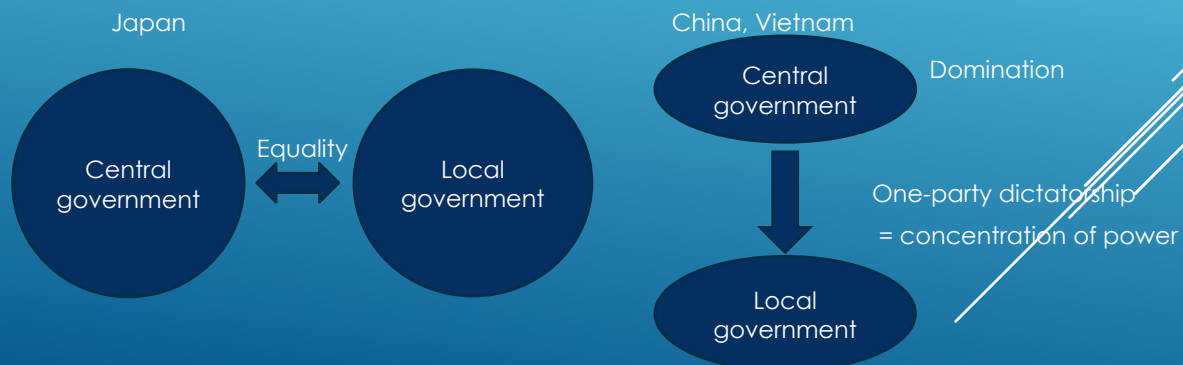 Japan
Central
government
Equality
Local
government
China, Vietnam
Central
government
Domination
One-party dictatorship
= concentration of power
Local
government